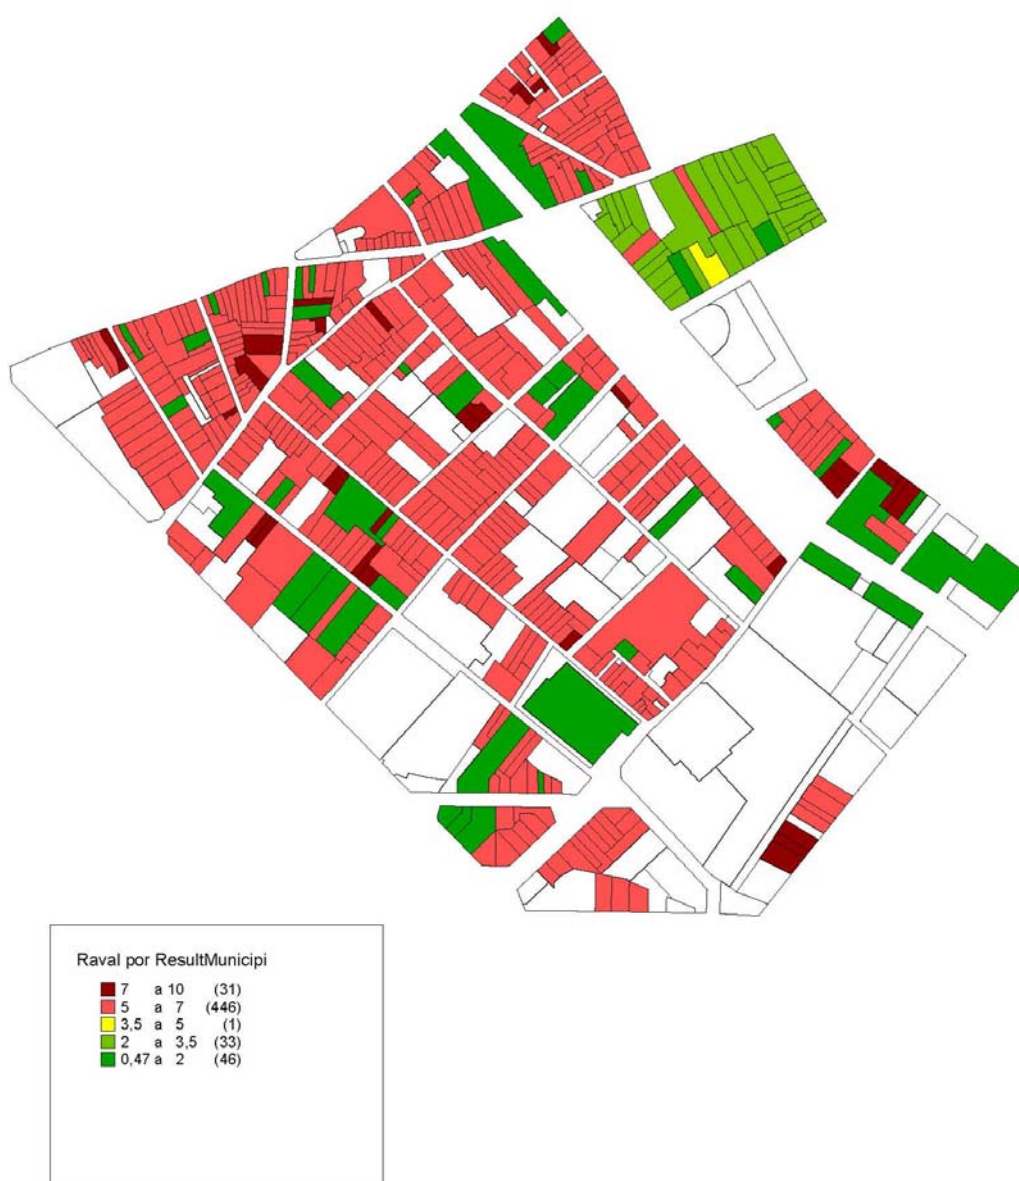 Raval por ResultMunicipi
7 a 10 (31)
5 a 7 (446)
3,5 a 5 (1)
2 a 3,5 (33)
0,47 a 2 (46)